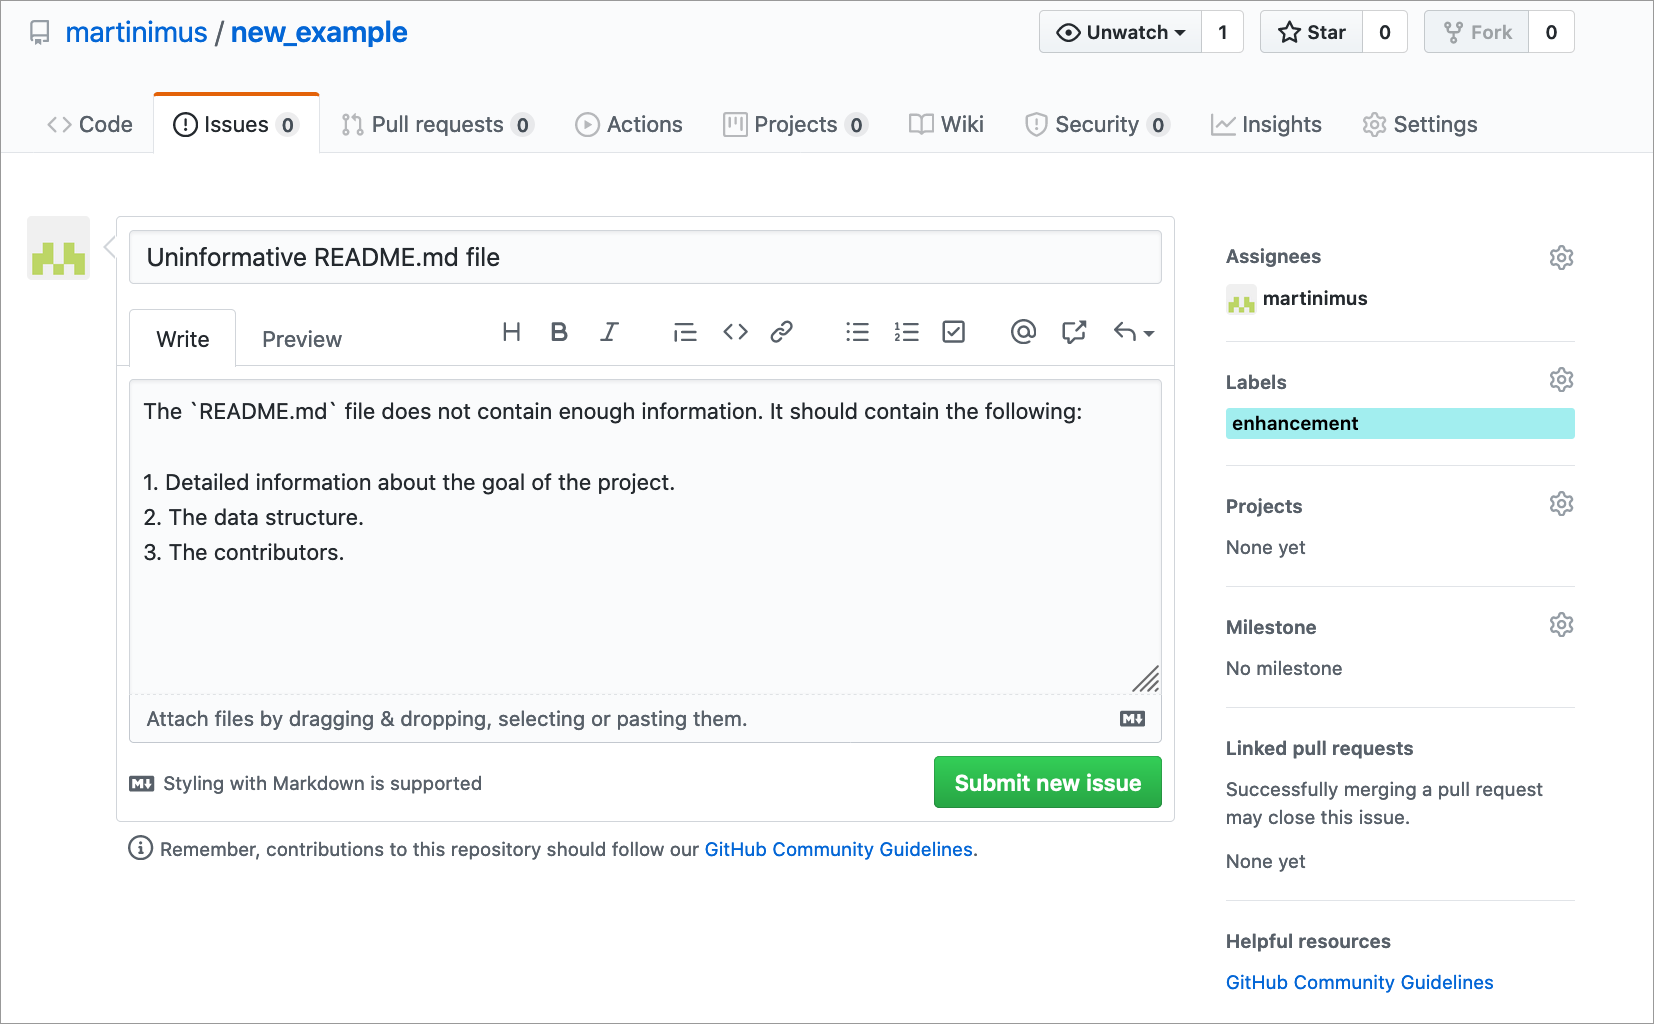 martinimus / new_example
Unwatch 1
Star 0
Fork 0
Code
Issues 0
Pull requests 0
Actions
Projects 0
Wiki
Security 0
Insights
Settings
Uninformative README.md file
Write
Preview
H B I
The `README.md` file does not contain enough information. It should contain the following:
1. Detailed information about the goal of the project.
2. The data structure.
3. The contributors.
Attach files by dragging & dropping, selecting or pasting them.
Styling with Markdown is supported
Submit new issue
Remember, contributions to this repository should follow our GitHub Community Guidelines.
Assignees
martinimus
Labels
enhancement
Projects
None yet
Milestone
No milestone
Linked pull requests
Successfully merging a pull request
may close this issue.
None yet
Helpful resources
GitHub Community Guidelines